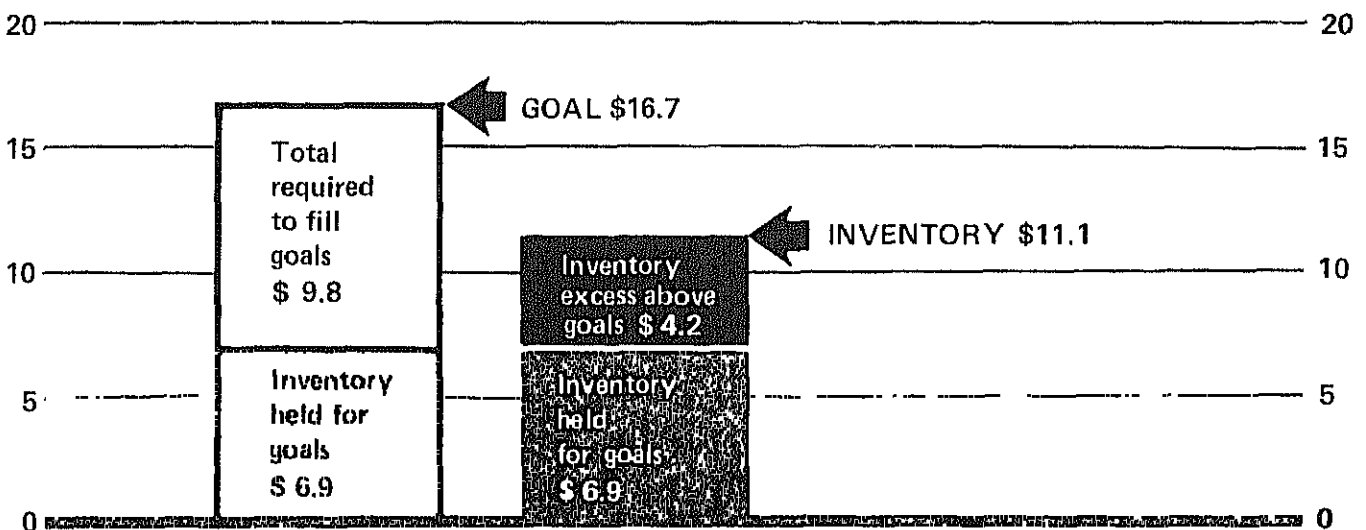 20
20
GOAL $16.7
15
15
Total
required
to fill
goals
$ 9.8
INVENTORY $11.1
10
10
Inventory
excess above
goals $ 4.2
5
5
Inventory
held for
goals
$ 6.9
Inventory
held
for goals
$ 6.9
0
0